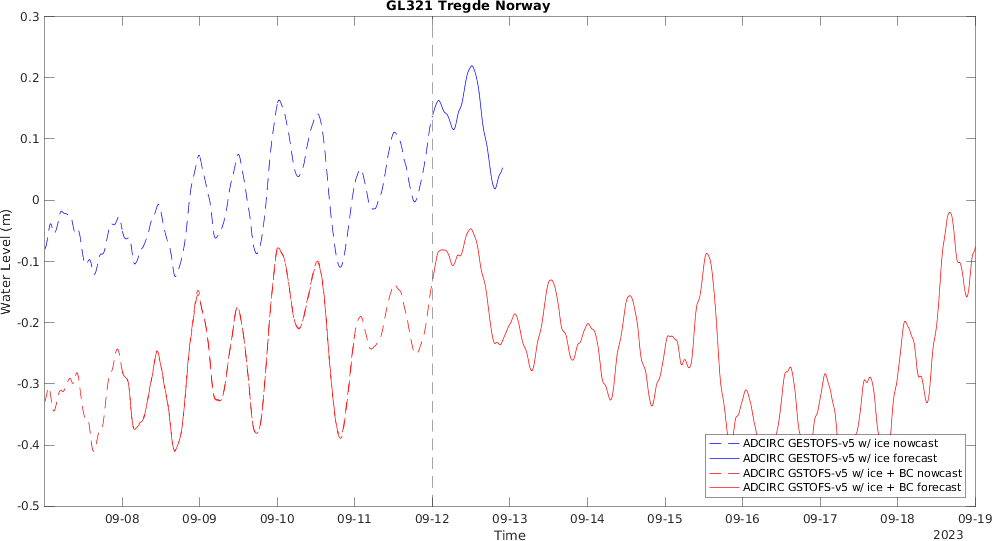 GL321 Tregde Norway
0.3
0.2
0.1
0
-0.1
-0.2
-0.3
-0.4
-0.5
Water Level (m)
ADCIRC GESTOFS-v5 w/ ice nowcast
ADCIRC GESTOFS-v5 w/ ice forecast
ADCIRC GSTOFS-v5 w/ ice + BC nowcast
ADCIRC GSTOFS-v5 w/ ice + BC forecast
09-08 09-09 09-10 09-11 09-12 09-13 09-14 09-15 09-16 09-17 09-18 09-19
Time
2023